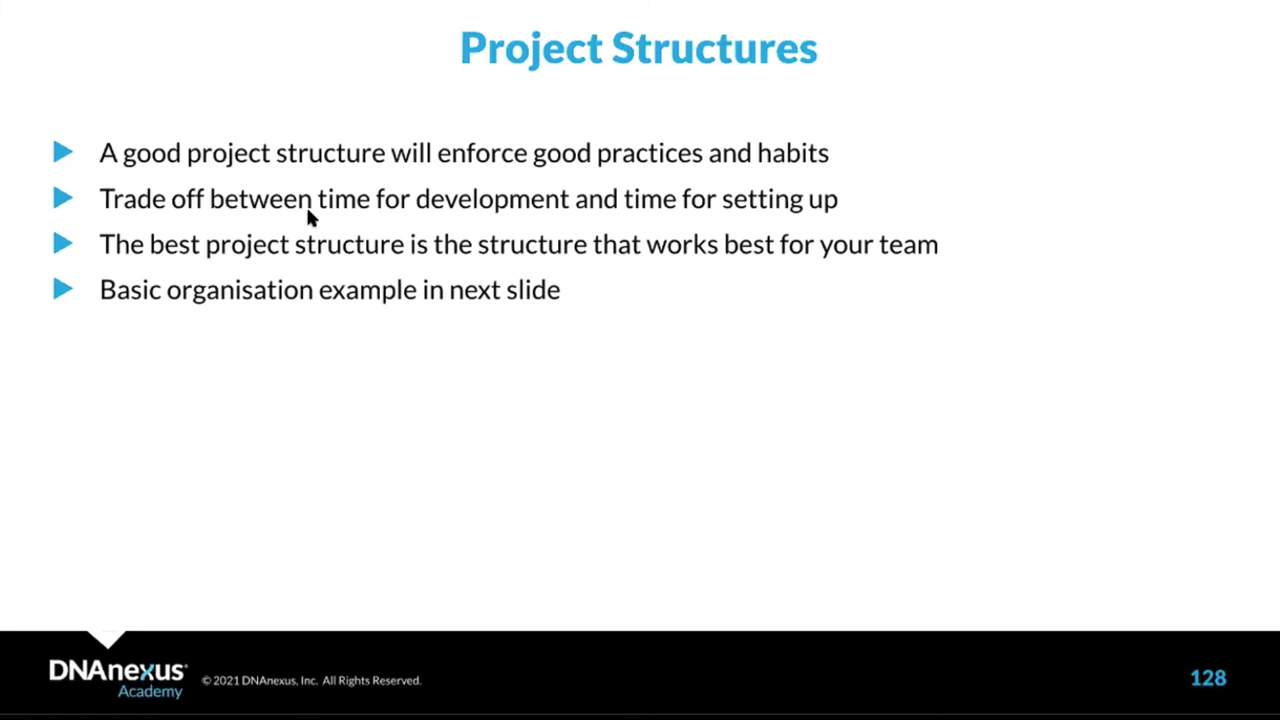 Project Structures
A good project structure will enforce good practices and habits
Trade off between time for development and time for setting up
The best project structure is the structure that works best for your team
Basic organisation example in next slide
DNAnexus
Academy
© 2021 DNAnexus, Inc. All Rights Reserved.
128